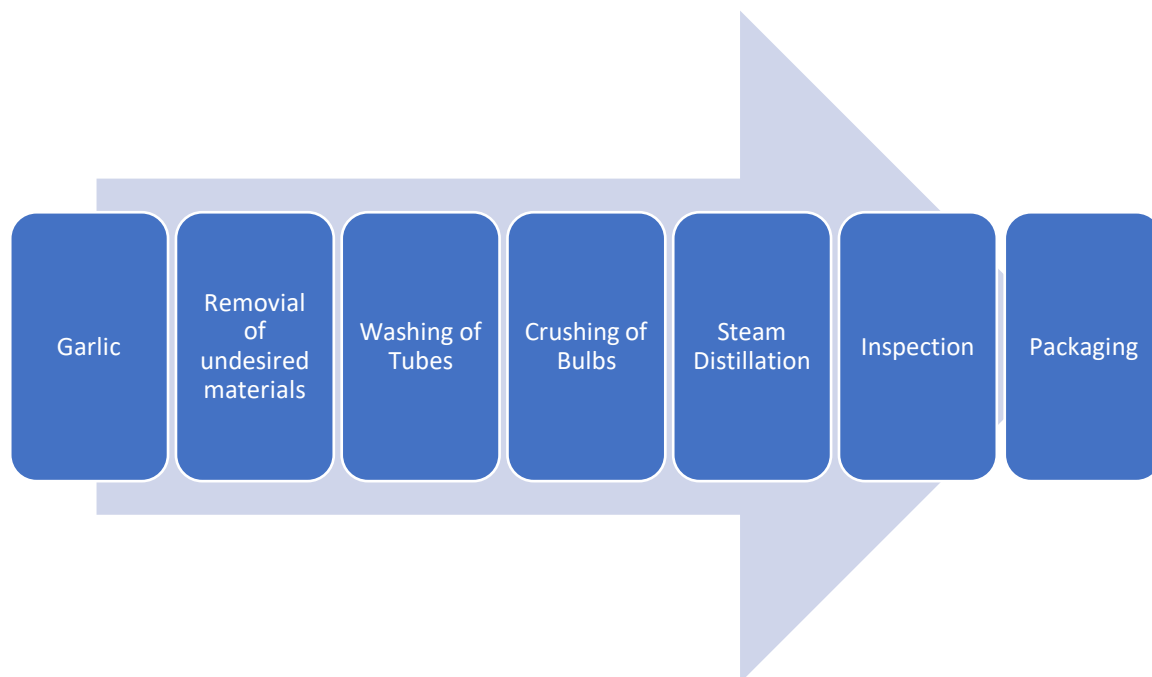 Garlic
Removial
of
undesired
materials
Washing of
Tubes
Crushing of
Bulbs
Steam
Distillation
Inspection
Packaging